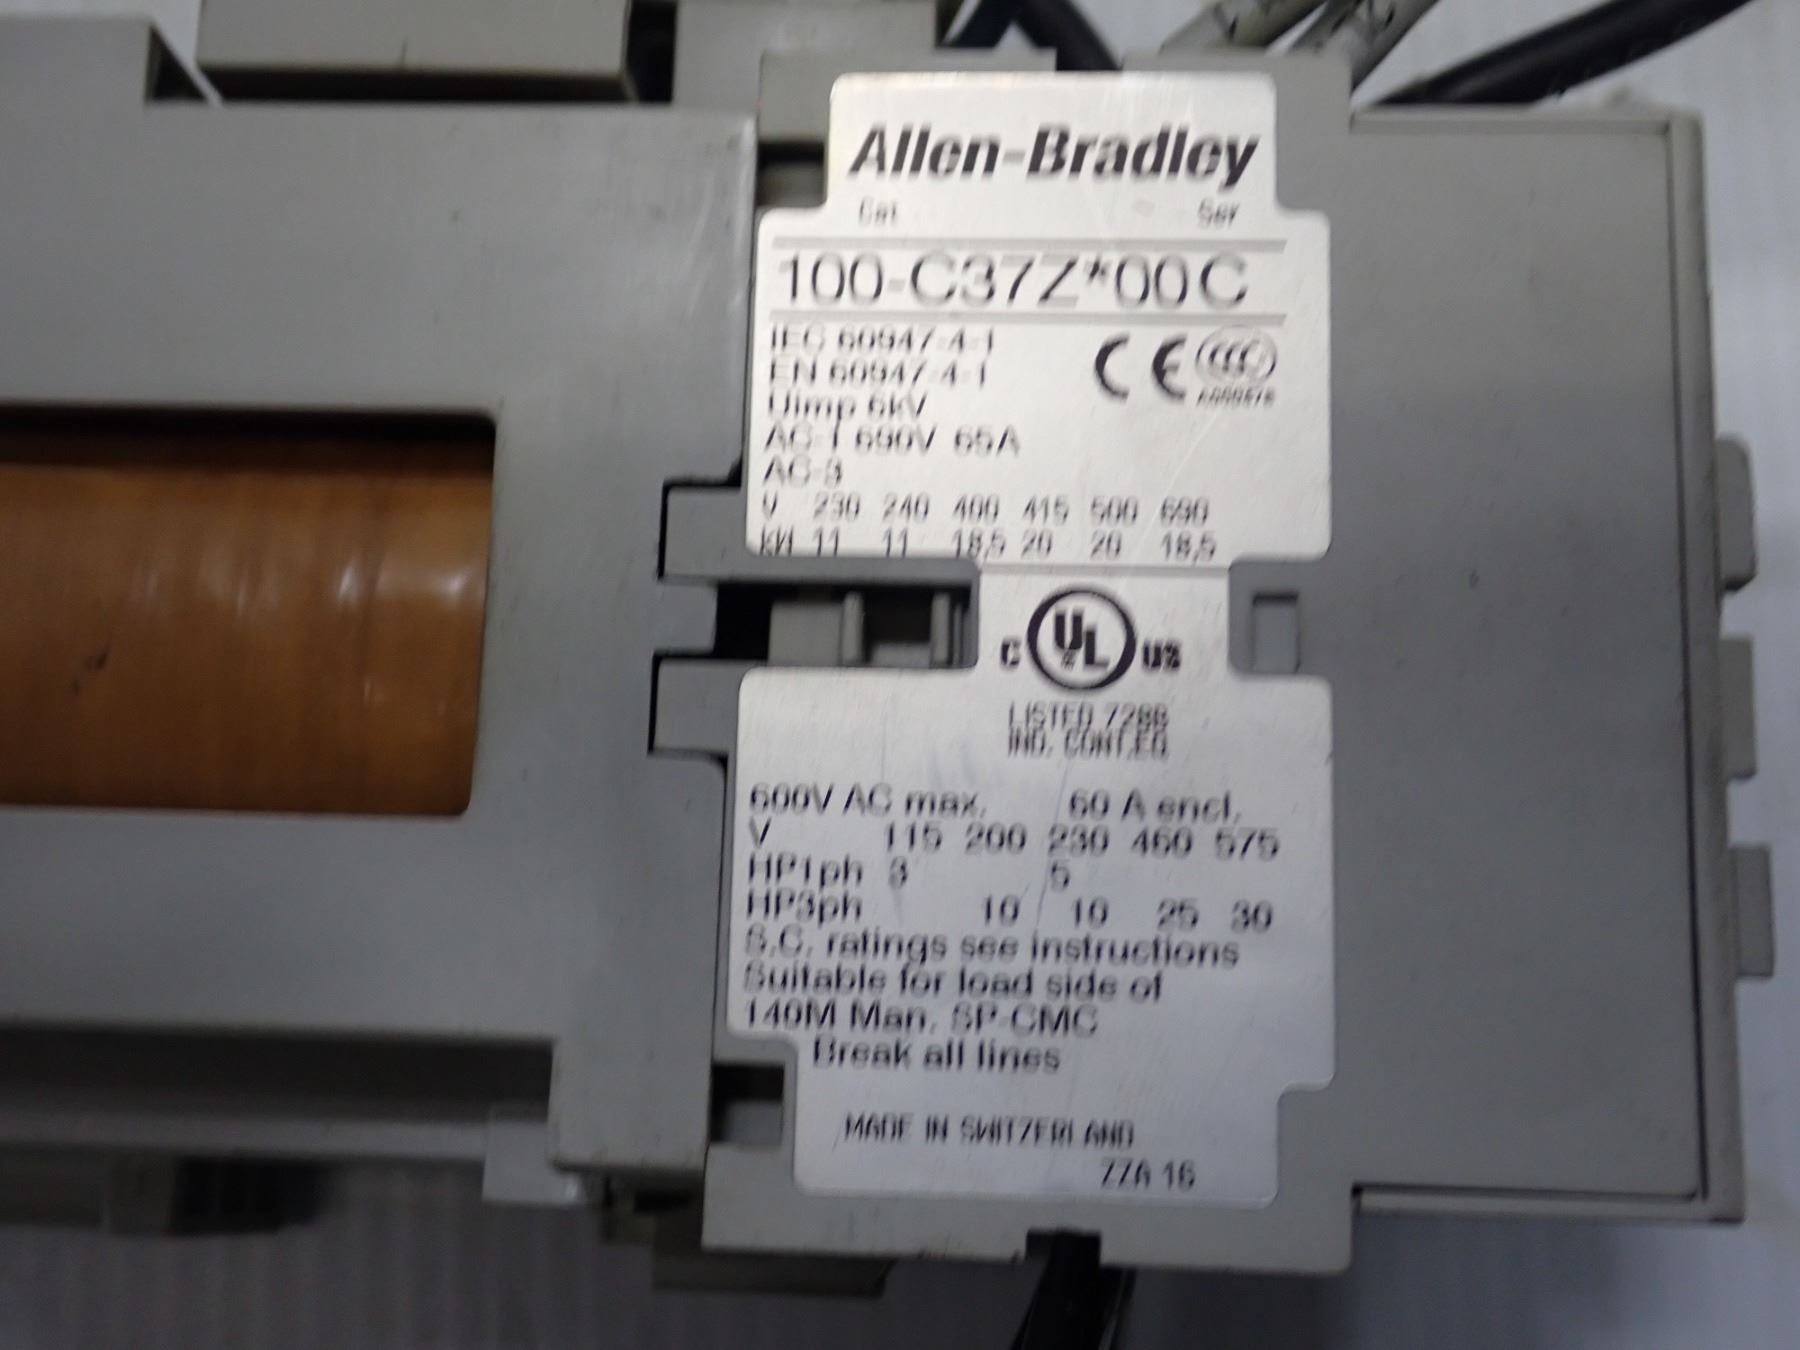 Allen-Bradley
Cat Ser
100-C37Z*00 C
IEC 60947-4-1
EN 60947-4-1
Uimp 6kV
AC-1 690V 65A
AC-3
V 230 240 400 415 500 690
kW 11 11 18,5 20 20 18,5
CE CCC
C UL US
LISTED 728B
IND. CONT.EQ
600V AC max. 60 A encl.
V 115 200 230 460 575
HP1ph 3 5
HP3ph 10 10 25 30
S.C. ratings see instructions
Suitable for load side of
140M Man. SP-CMC
Break all lines
MADE IN SWITZERLAND
ZZA 16